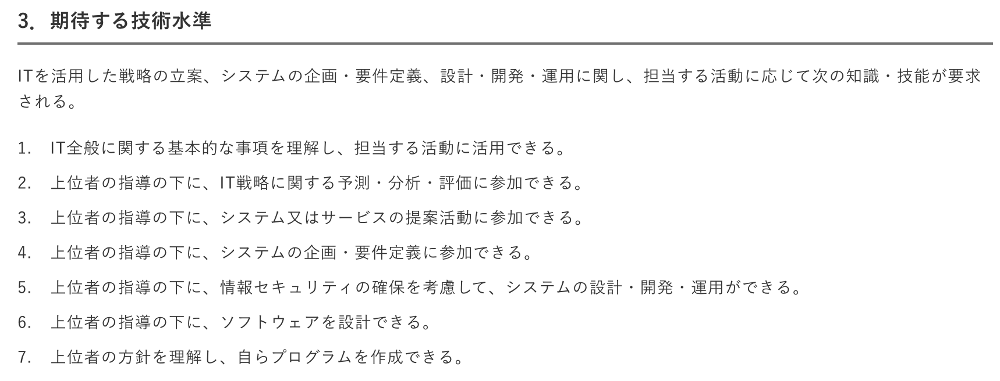 3．期待する技術水準
ITを活用した戦略の立案、システムの企画・要件定義、設計・開発・運用に関し、担当する活動に応じて次の知識・技能が要求
される。
1. IT全般に関する基本的な事項を理解し、担当する活動に活用できる。
2. 上位者の指導の下に、IT戦略に関する予測・分析・評価に参加できる。
3. 上位者の指導の下に、システム又はサービスの提案活動に参加できる。
4. 上位者の指導の下に、システムの企画・要件定義に参加できる。
5. 上位者の指導の下に、情報セキュリティの確保を考慮して、システムの設計・開発・運用ができる。
6. 上位者の指導の下に、ソフトウェアを設計できる。
7. 上位者の方針を理解し、自らプログラムを作成できる。